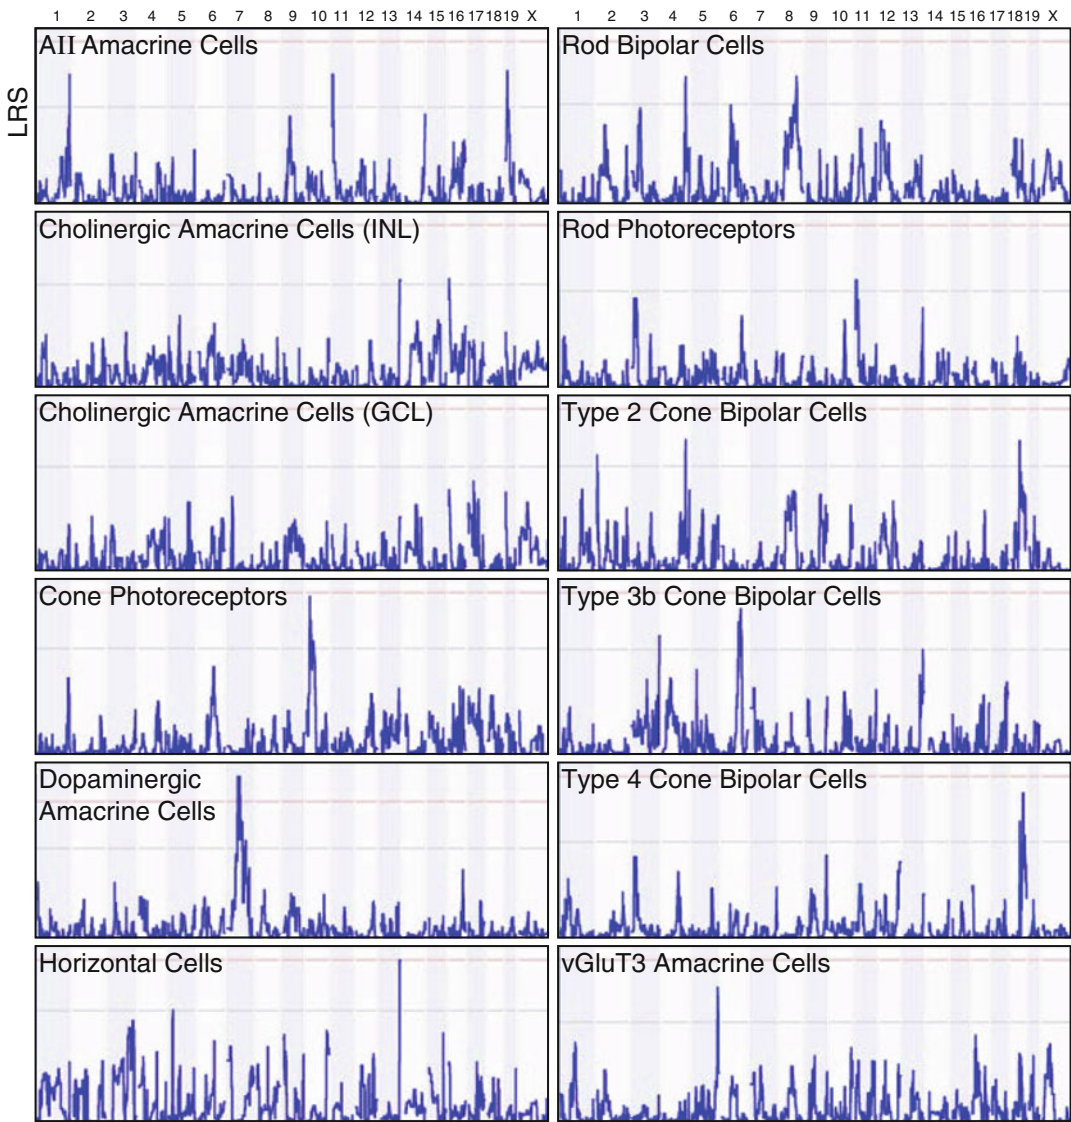 1 2 3 4 5 6 7 8 9 10 11 12 13 14 15 16 17 18 19 X
1 2 3 4 5 6 7 8 9 10 11 12 13 14 15 16 17 18 19 X
LRS
AII Amacrine Cells
Rod Bipolar Cells
Cholinergic Amacrine Cells (INL)
Rod Photoreceptors
Cholinergic Amacrine Cells (GCL)
Type 2 Cone Bipolar Cells
Cone Photoreceptors
Type 3b Cone Bipolar Cells
Dopaminergic
Amacrine Cells
Type 4 Cone Bipolar Cells
Horizontal Cells
vGluT3 Amacrine Cells